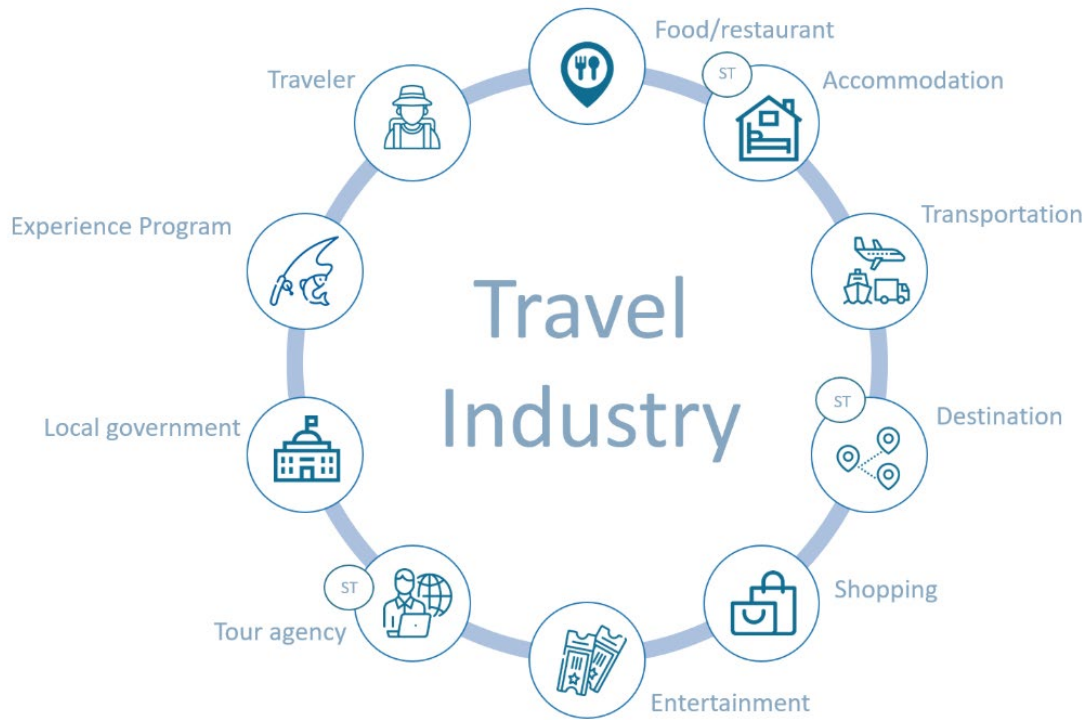 Food/restaurant
ST
Accommodation
Traveler
Transportation
Experience Program
Travel
Industry
ST
Destination
Local government
ST
Shopping
Tour agency
Entertainment